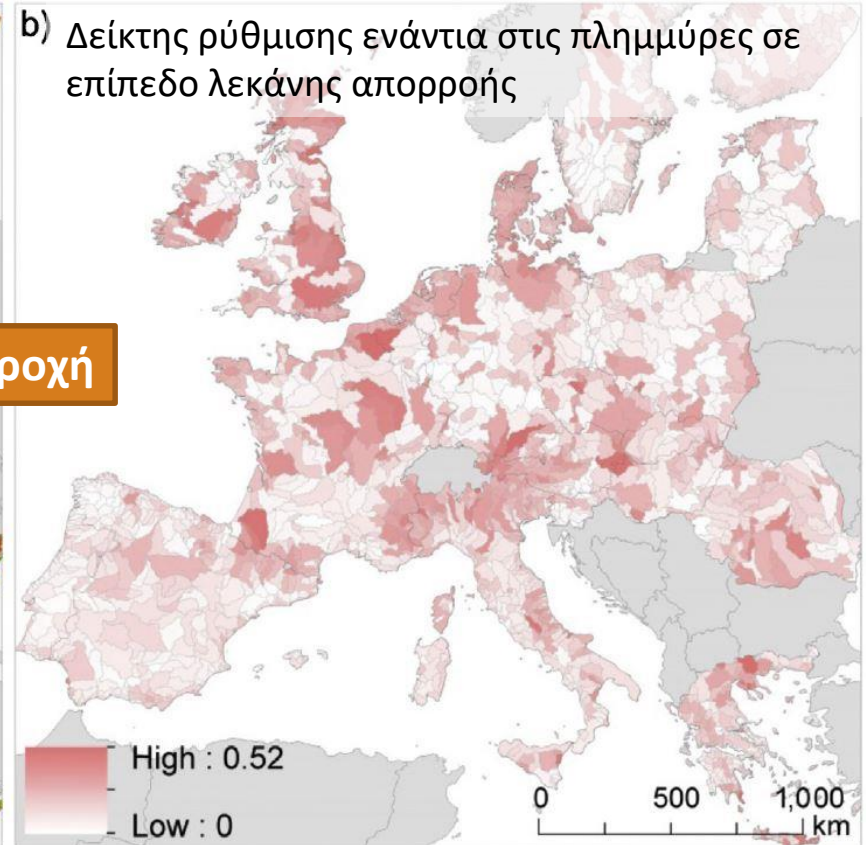 b) Δείκτης ρύθμισης ενάντια στις πλημμύρες σε
επίπεδο λεκάνης απορροής
ροχή
High : 0.52
Low : 0
0 500 1,000
km